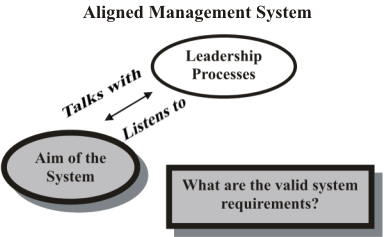 Aligned Management System
Leadership
Processes
Talks with
Listens to
Aim of the
System
What are the valid system
requirements?